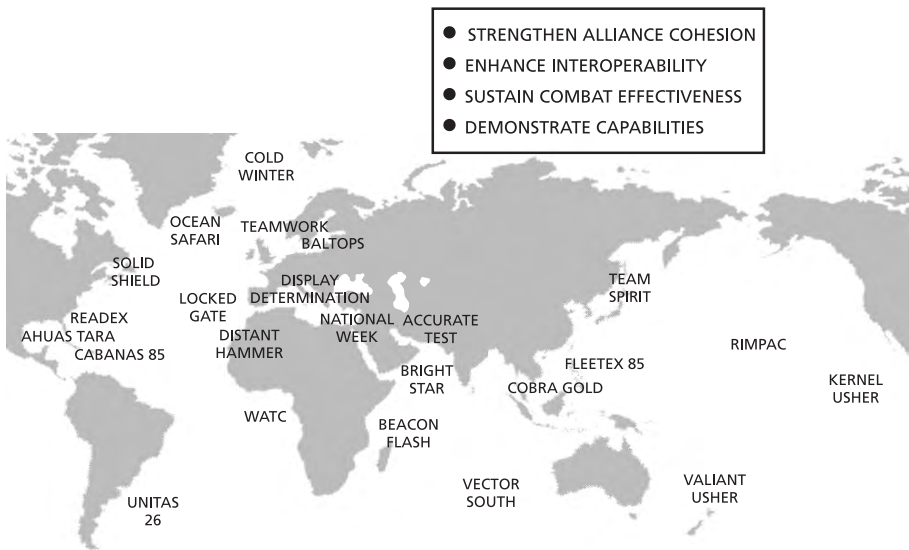 ● STRENGTHEN ALLIANCE COHESION
● ENHANCE INTEROPERABILITY
● SUSTAIN COMBAT EFFECTIVENESS
● DEMONSTRATE CAPABILITIES
COLD
WINTER
OCEAN
SAFARI
TEAMWORK
BALTOPS
SOLID
SHIELD
DISPLAY
DETERMINATION
TEAM
SPIRIT
LOCKED
GATE
READEX
AHUAS TARA
CABANAS 85
DISTANT
HAMMER
NATIONAL
WEEK
ACCURATE
TEST
RIMPAC
BRIGHT
STAR
FLEETEX 85
COBRA GOLD
KERNEL
USHER
WATC
BEACON
FLASH
VECTOR
SOUTH
VALIANT
USHER
UNITAS
26